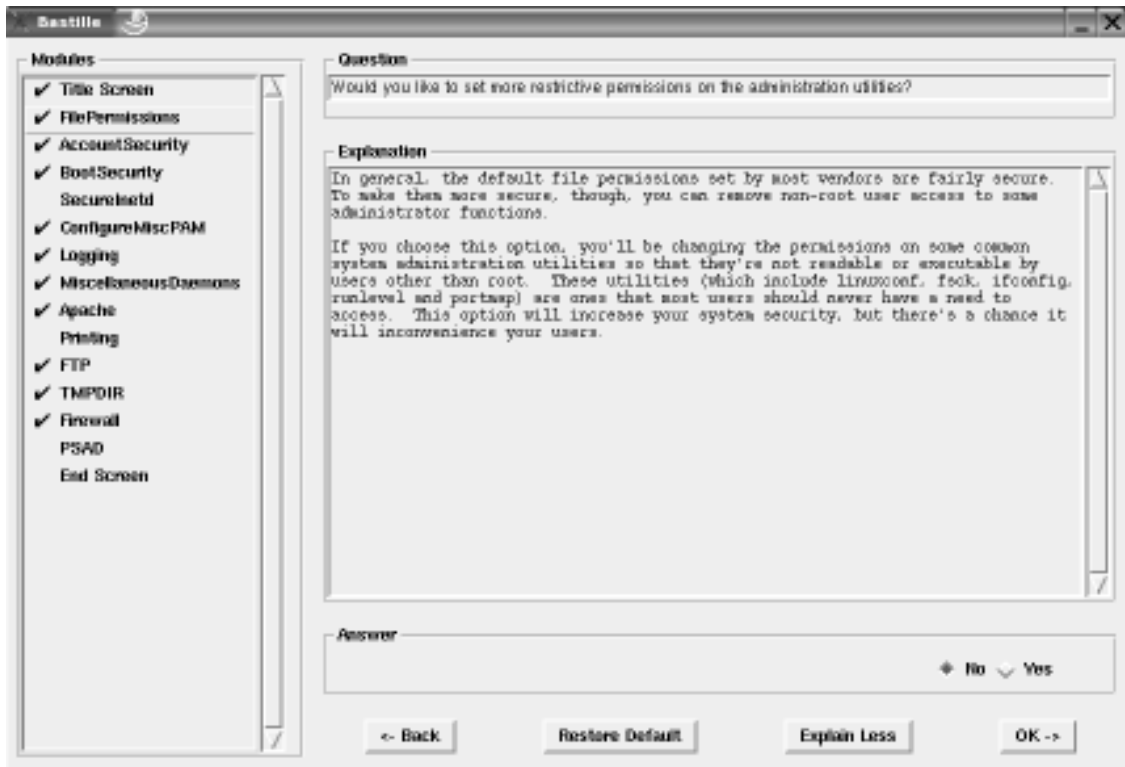 Bastille
Modules
Title Screen
FilePermissions
AccountSecurity
BootSecurity
SecureInetd
ConfigureMiscPAM
Logging
MiscellaneousDaemons
Apache
Printing
FTP
TMPDIR
Firewall
PSAD
End Screen
Question
Would you like to set more restrictive permissions on the administration utilities?
Explanation
In general, the default file permissions set by most vendors are fairly secure.
To make them more secure, though, you can remove non-root user access to some
administrator functions.
If you choose this option, you'll be changing the permissions on some common
system administration utilities so that they're not readable or executable by
users other than root. These utilities (which include linuxconf, fsck, ifconfig,
runlevel and portmap) are ones that most users should never have a need to
access. This option will increase your system security, but there's a chance it
will inconvenience your users.
Answer
No Yes
<- Back Restore Default Explain Less OK ->